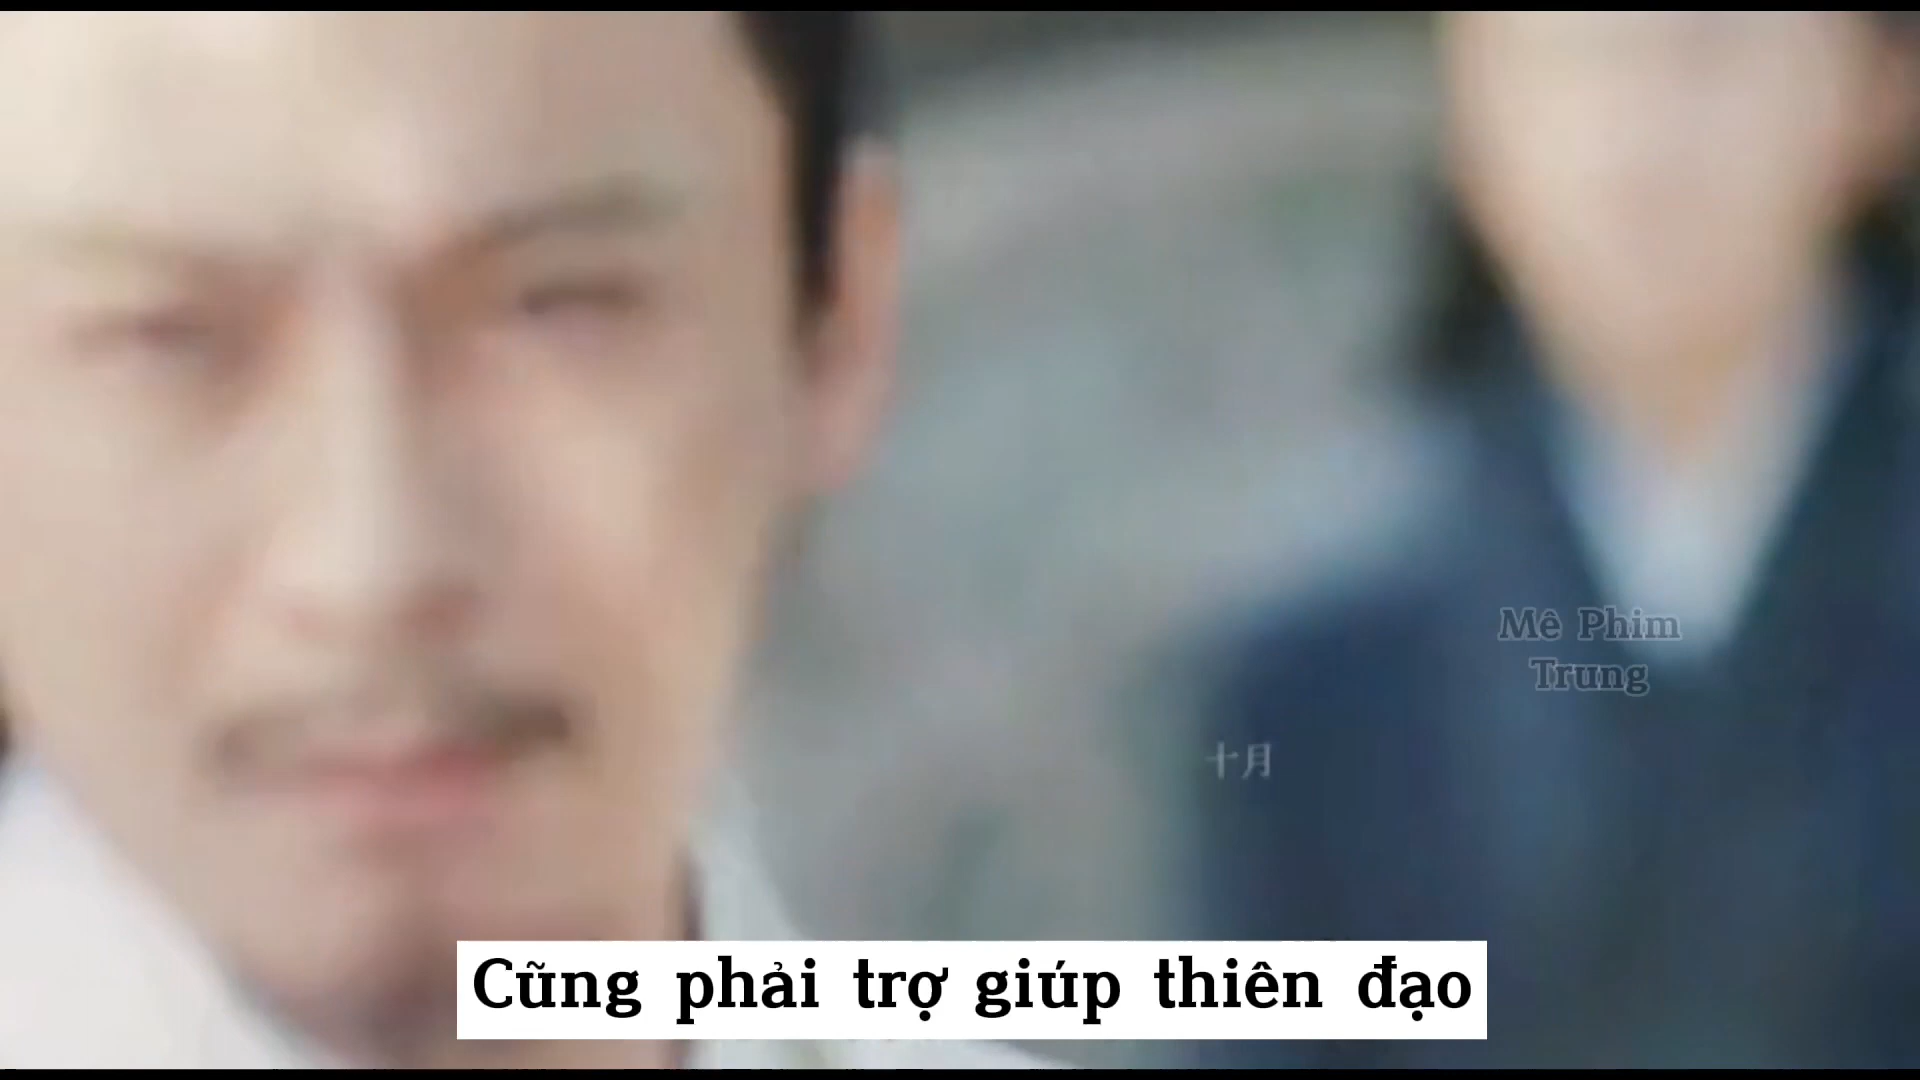 Mê Phim
Trung
十月
Cũng phải trợ giúp thiên đạo